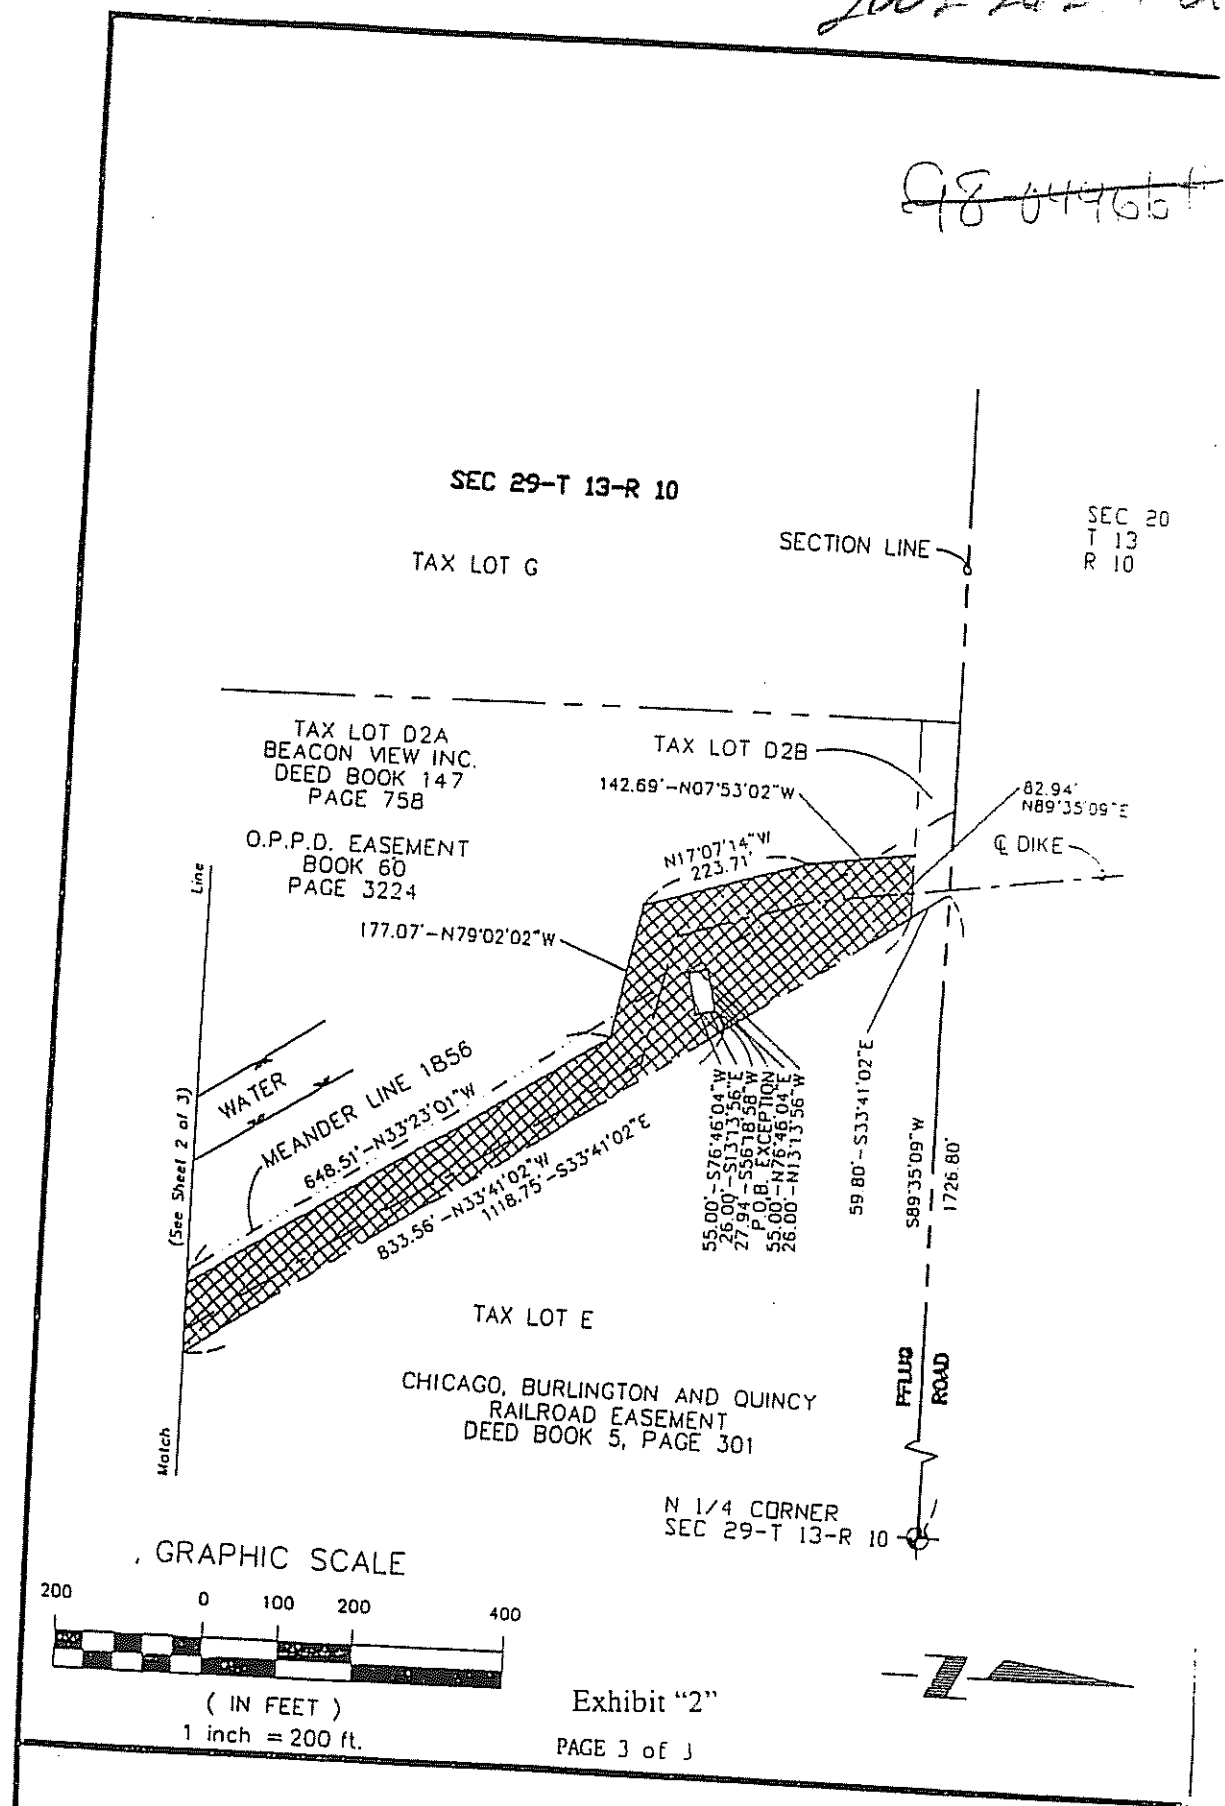 SEC 29-T 13-R 10
SEC 20
T 13
R 10
SECTION LINE
TAX LOT G
TAX LOT D2A
BEACON VIEW INC.
DEED BOOK 147
PAGE 758
TAX LOT D2B
142.69'-N07°53'02"W
82.94'
N89°35'09"E
O.P.P.D. EASEMENT
BOOK 60
PAGE 3224
N17°07'14"W
223.71'
℄ DIKE
177.07'-N79°02'02"W
Line
(See Sheet 2 of 3)
Match
WATER
MEANDER LINE 1856
648.51'-N33°23'01"W
833.56'-N33°41'02"W
1118.75'-S33°41'02"E
55.00'-S76°46'04"W
26.00'-S13°13'56"E
27.94'-S56°18'58"W
P.O.B. EXCEPTION
55.00'-N76°46'04"E
26.00'-N13°13'56"W
59.80'-S33°41'02"E
S89°35'09"W
1726.80'
TAX LOT E
CHICAGO, BURLINGTON AND QUINCY
RAILROAD EASEMENT
DEED BOOK 5, PAGE 301
PFLUG
ROAD
N 1/4 CORNER
SEC 29-T 13-R 10
GRAPHIC SCALE
200 0 100 200 400
( IN FEET )
1 inch = 200 ft.
Exhibit "2"
PAGE 3 of 3
Z